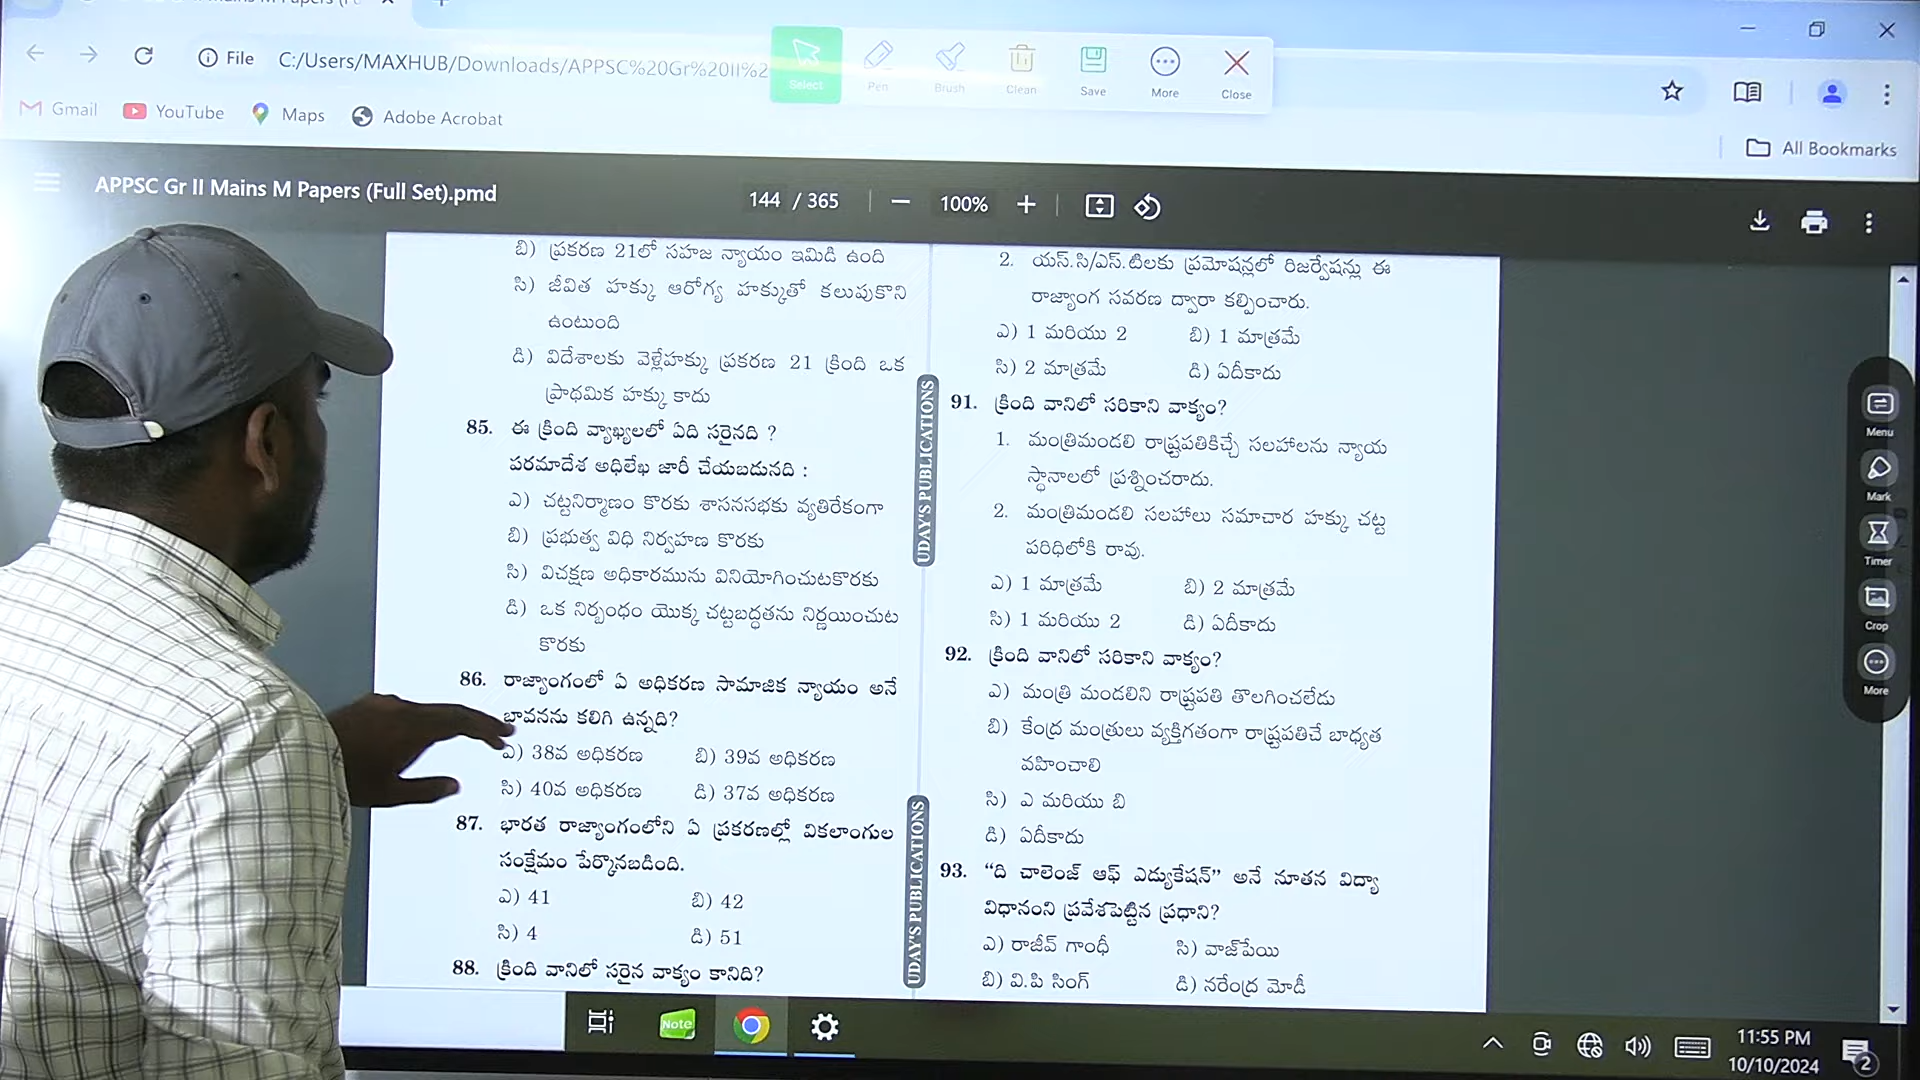 File C:/Users/MAXHUB/Downloads/APPSC%20Gr%20II%2
Select
Pen
Brush
Clean
Save
More
Close
Gmail
YouTube
Maps
Adobe Acrobat
All Bookmarks
APPSC Gr II Mains M Papers (Full Set).pmd
144 / 365
100%
బి) ప్రకరణ 21లో సహజ న్యాయం ఇమిడి ఉంది
సి) జీవిత హక్కు ఆరోగ్య హక్కుతో కలుపుకొని
ఉంటుంది
డి) విదేశాలకు వెళ్లేహక్కు ప్రకరణ 21 క్రింది ఒక
ప్రాథమిక హక్కు కాదు
85. ఈ క్రింది వ్యాఖ్యలలో ఏది సరైనది ?
పరమాదేశ అధిలేఖ జారీ చేయబడునది :
ఎ) చట్టనిర్మాణం కొరకు శాసనసభకు వ్యతిరేకంగా
బి) ప్రభుత్వ విధి నిర్వహణ కొరకు
సి) విచక్షణ అధికారమును వినియోగించుటకొరకు
డి) ఒక నిర్బంధం యొక్క చట్టబద్ధతను నిర్ణయించుట
కొరకు
86. రాజ్యాంగంలో ఏ అధికరణ సామాజిక న్యాయం అనే
భావనను కలిగి ఉన్నది?
ఎ) 38వ అధికరణ బి) 39వ అధికరణ
సి) 40వ అధికరణ డి) 37వ అధికరణ
87. భారత రాజ్యాంగంలోని ఏ ప్రకరణల్లో వికలాంగుల
సంక్షేమం పేర్కొనబడింది.
ఎ) 41 బి) 42
సి) 4 డి) 51
88. క్రింది వానిలో సరైన వాక్యం కానిది?
UDAY'S PUBLICATIONS
UDAY'S PUBLICATIONS
2. యస్.సి/ఎస్.టిలకు ప్రమోషన్లలో రిజర్వేషన్లు ఈ
రాజ్యాంగ సవరణ ద్వారా కల్పించారు.
ఎ) 1 మరియు 2 బి) 1 మాత్రమే
సి) 2 మాత్రమే డి) ఏదీకాదు
91. క్రింది వానిలో సరికాని వాక్యం?
1. మంత్రిమండలి రాష్ట్రపతికిచ్చే సలహాలను న్యాయ
స్థానాలలో ప్రశ్నించరాదు.
2. మంత్రిమండలి సలహాలు సమాచార హక్కు చట్ట
పరిధిలోకి రావు.
ఎ) 1 మాత్రమే బి) 2 మాత్రమే
సి) 1 మరియు 2 డి) ఏదీకాదు
92. క్రింది వానిలో సరికాని వాక్యం?
ఎ) మంత్రి మండలిని రాష్ట్రపతి తొలగించలేడు
బి) కేంద్ర మంత్రులు వ్యక్తిగతంగా రాష్ట్రపతిచే బాధ్యత
వహించాలి
సి) ఎ మరియు బి
డి) ఏదీకాదు
93. "ది చాలెంజ్ ఆఫ్ ఎడ్యుకేషన్" అనే నూతన విద్యా
విధానంని ప్రవేశపెట్టిన ప్రధాని?
ఎ) రాజీవ్ గాంధీ సి) వాజ్‌పేయి
బి) వి.పి సింగ్ డి) నరేంద్ర మోడీ
Menu
Mark
Timer
Crop
More
Note
11:55 PM
10/10/2024
2